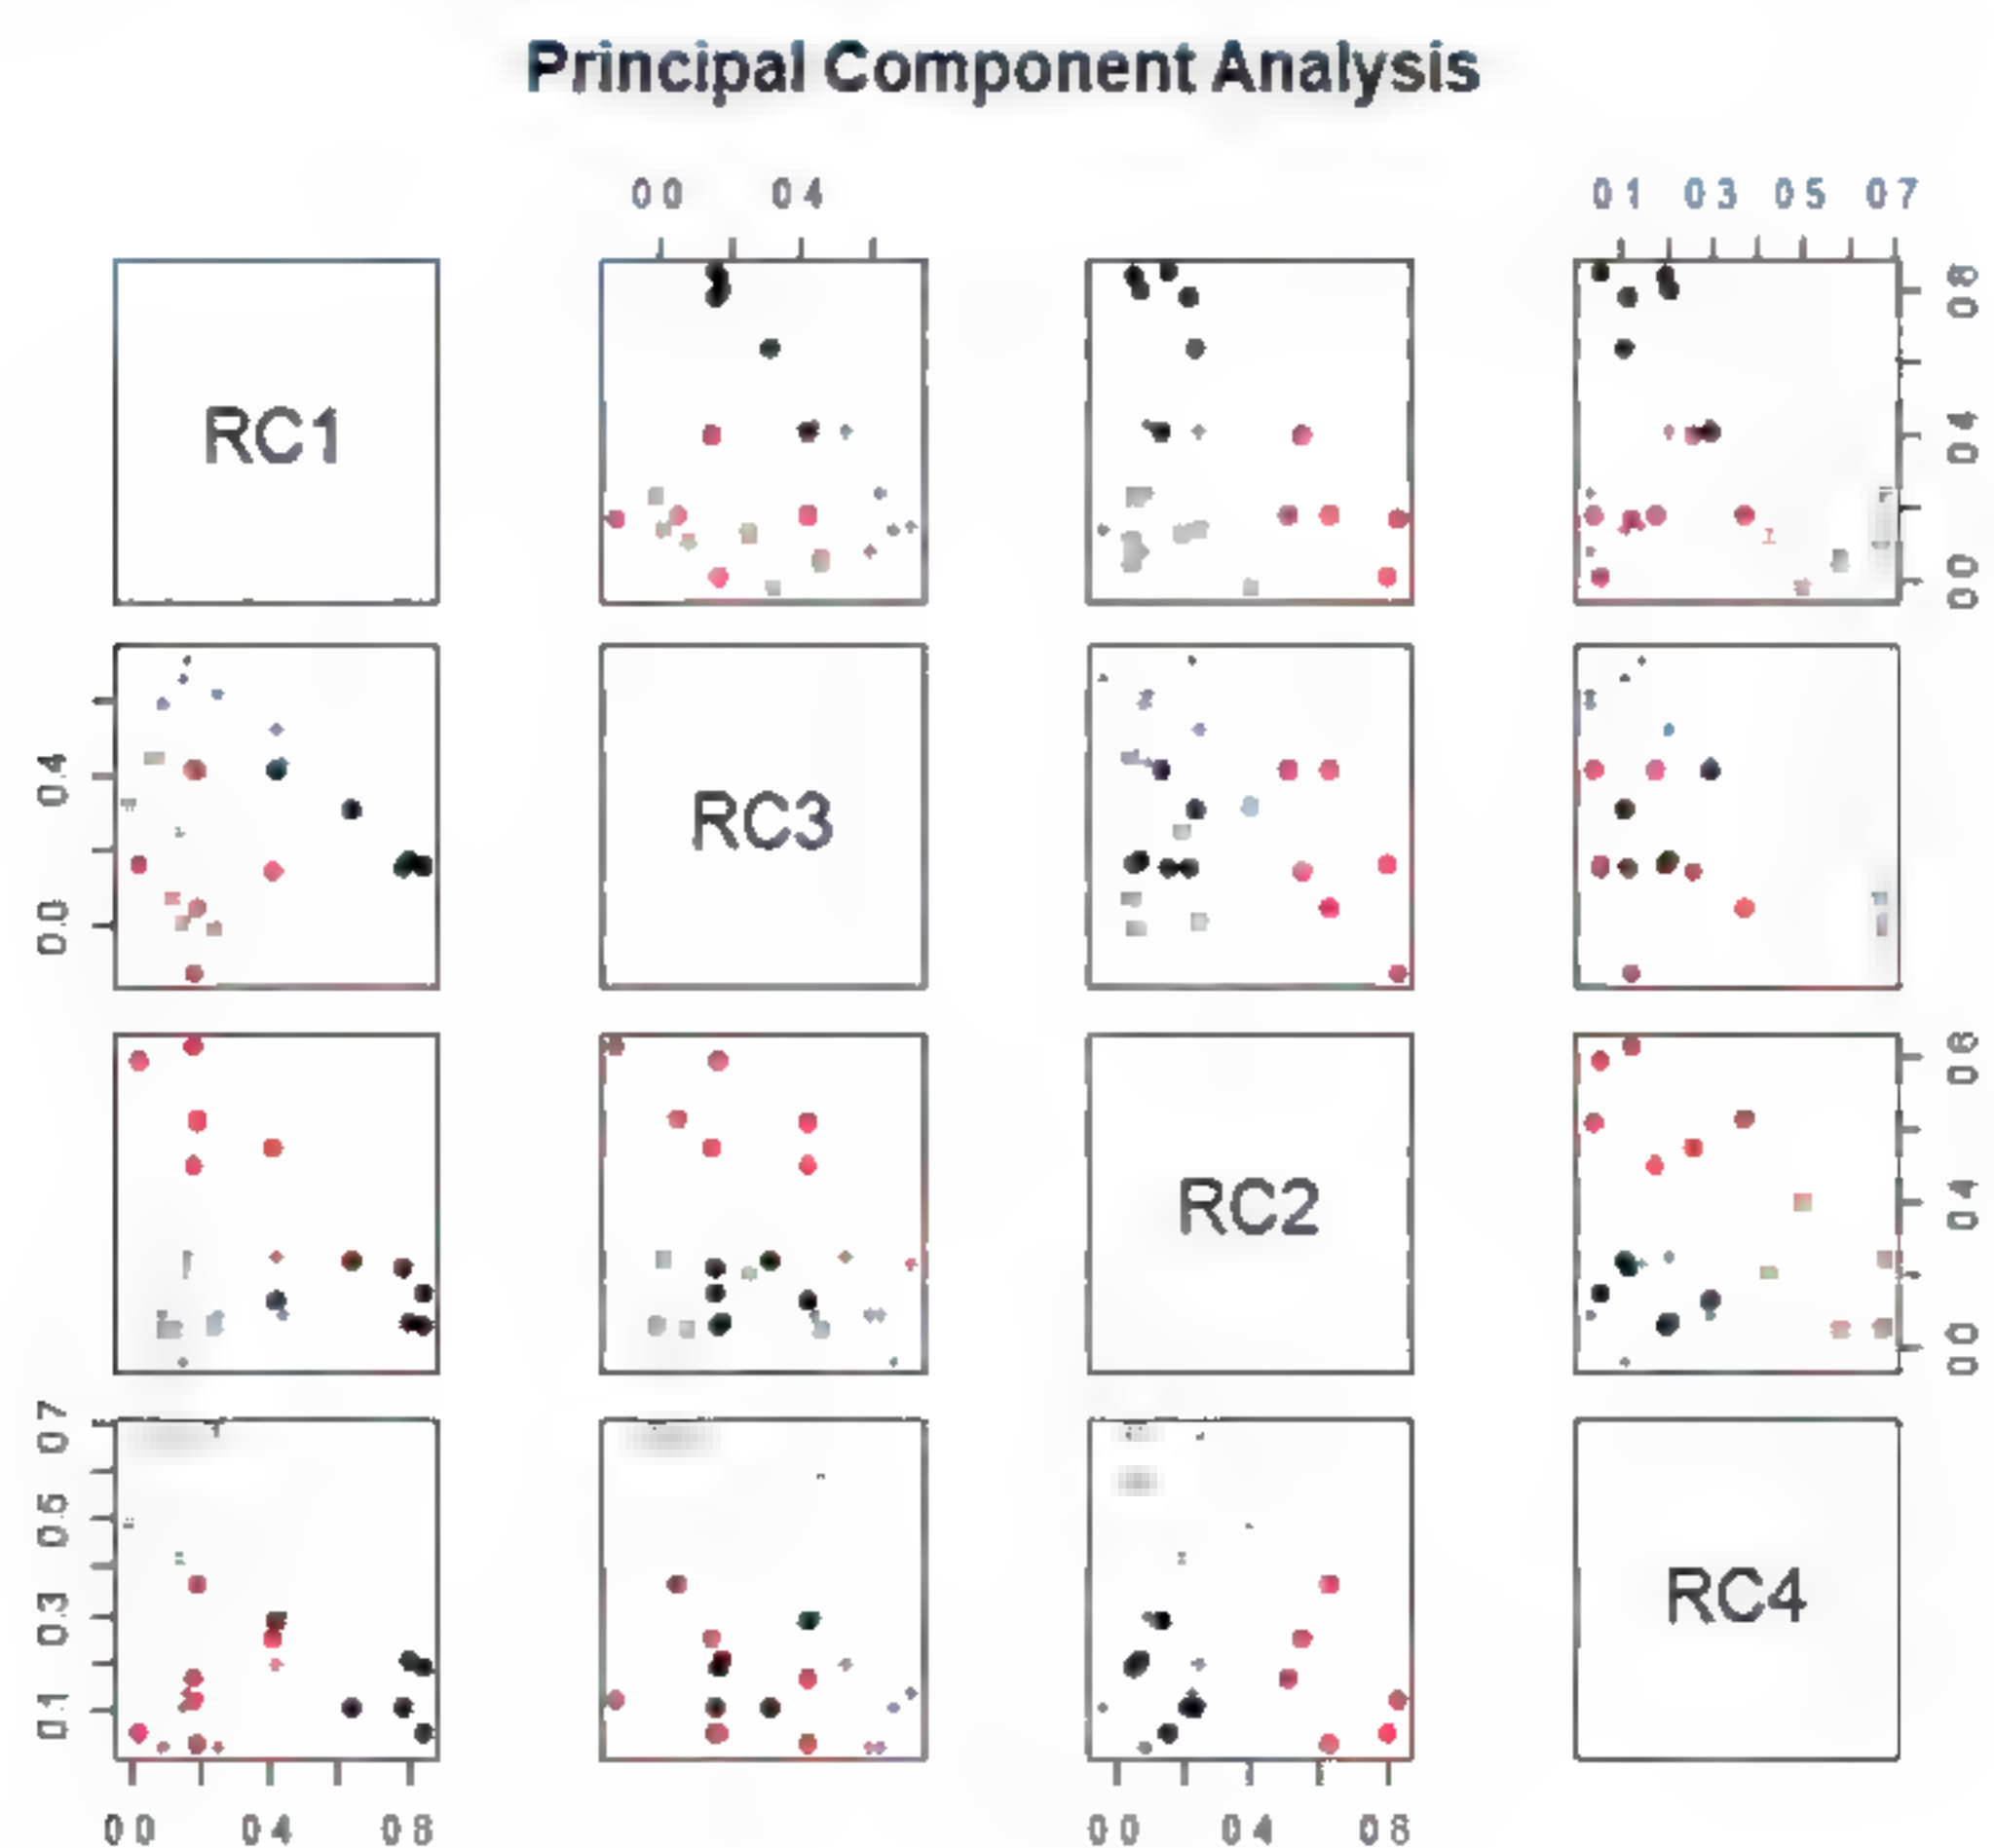 Principal Component Analysis
0 0 0 4 0 1 0 3 0 5 0 7
RC1
0 0 0 4 0 8
RC3
0.0 0.4
RC2
0 0 0 4 0 8
RC4
0.1 0.3 0.5 0 7
0 0 0 4 0 8 0 0 0 4 0 8